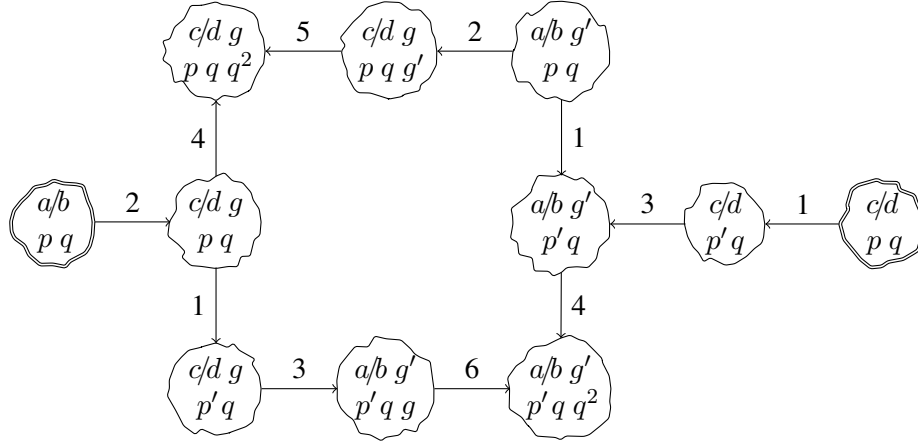 c/d g
p q q²
5
c/d g
p q g′
2
a/b g′
p q
4
1
a/b
p q
2
c/d g
p q
a/b g′
p′ q
3
c/d
p′ q
1
c/d
p q
1
4
c/d g
p′ q
3
a/b g′
p′ q g
6
a/b g′
p′ q q²